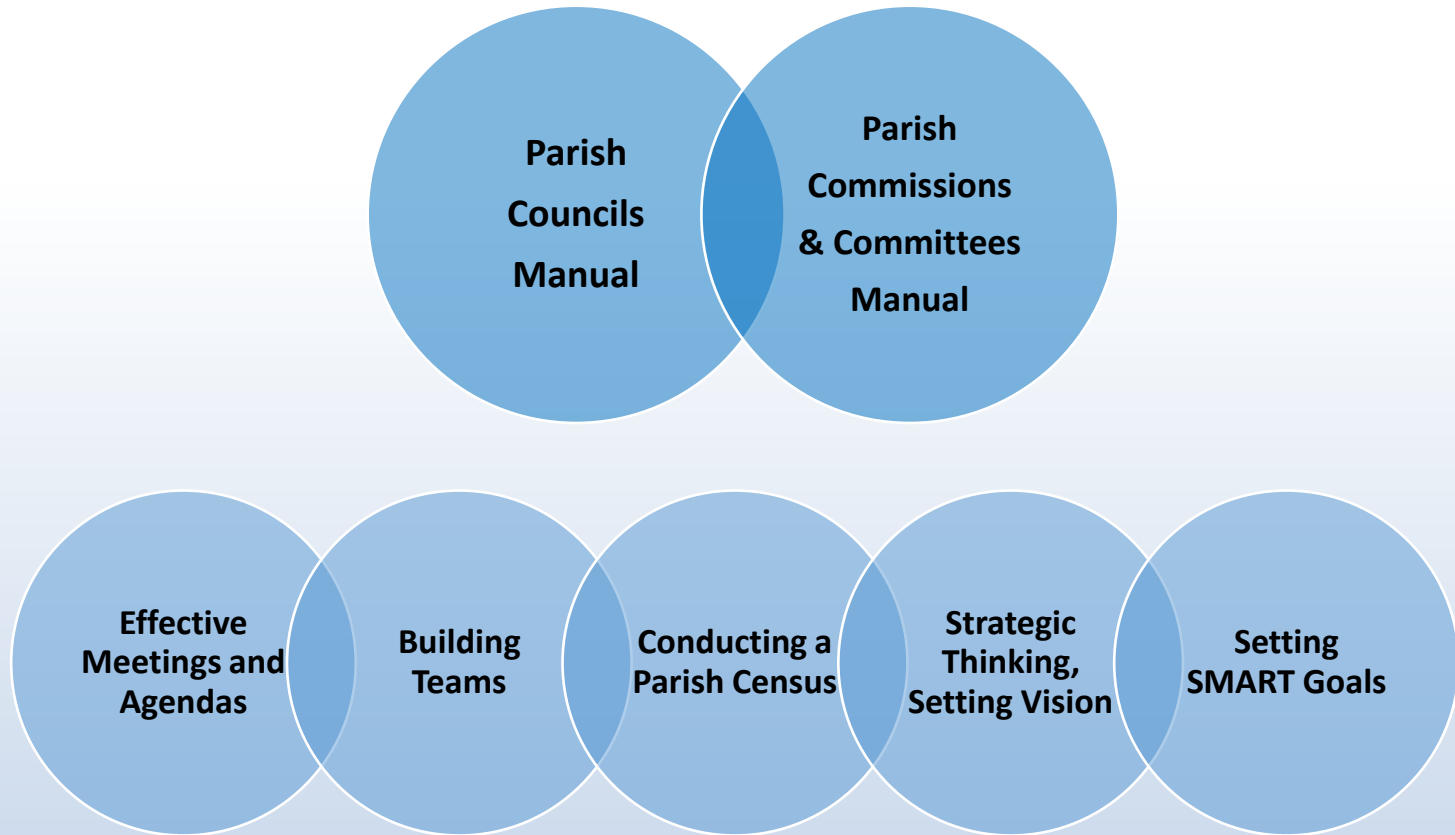 Parish
Councils
Manual
Parish
Commissions
& Committees
Manual
Effective
Meetings and
Agendas
Building
Teams
Conducting a
Parish Census
Strategic
Thinking,
Setting Vision
Setting
SMART Goals